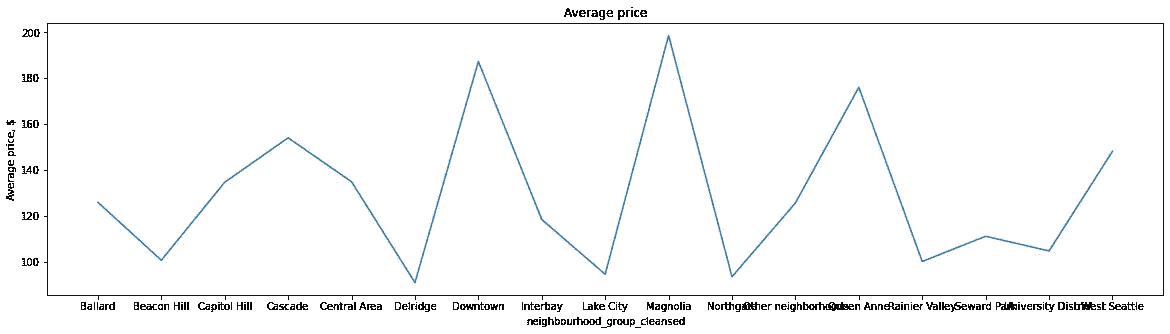 Average price
200
180
160
140
120
100
Average price, $
Ballard Beacon Hill Capitol Hill Cascade Central Area Delridge Downtown Interbay Lake City Magnolia Northgate Other neighborhoods Queen Anne Rainier Valley Seward Park University District West Seattle
neighbourhood_group_cleansed